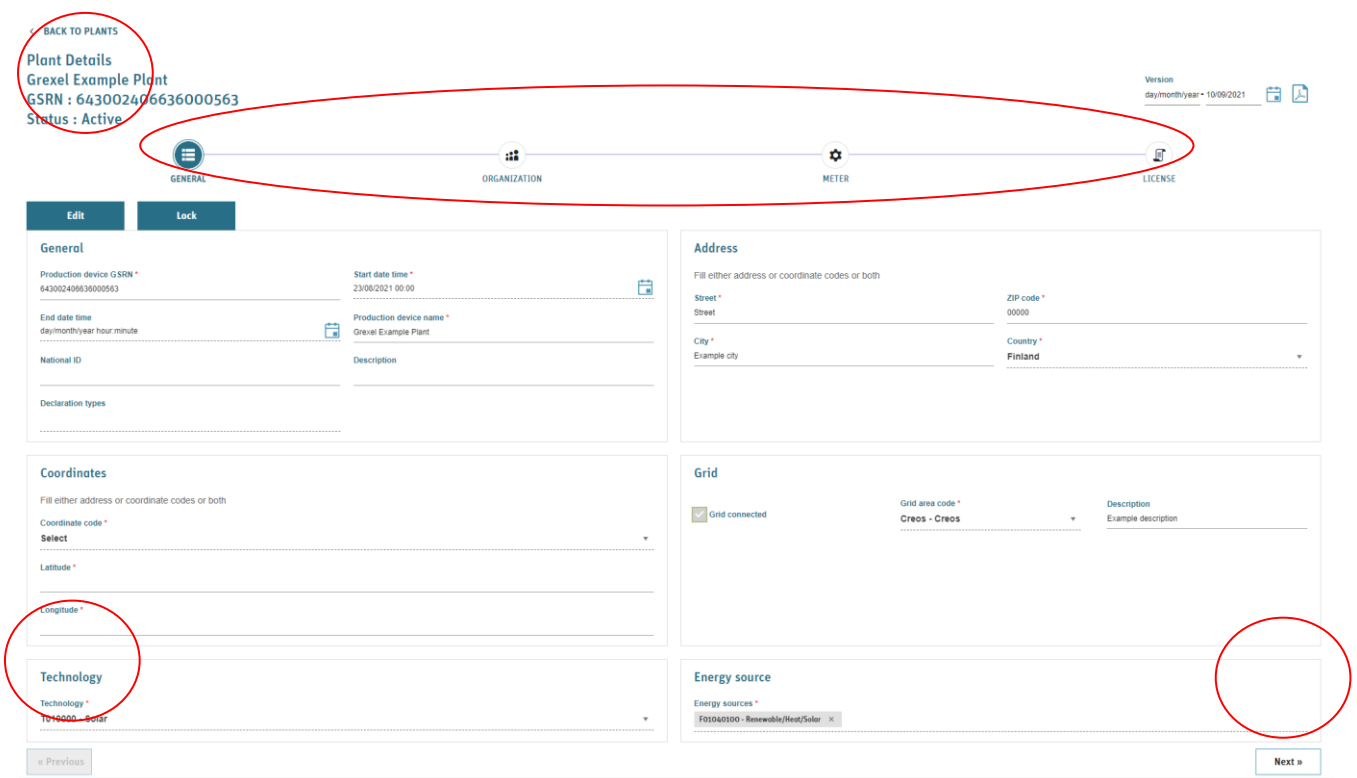 ‹ BACK TO PLANTS
Plant Details
Grexel Example Plant
GSRN : 643002406636000563
Status : Active
Version
day/month/year - 10/09/2021
GENERAL
ORGANIZATION
METER
LICENSE
Edit
Lock
General
Production device GSRN *
643002406636000563
Start date time *
23/08/2021 00:00
End date time
day/month/year hour:minute
Production device name *
Grexel Example Plant
National ID
Description
Declaration types
Address
Fill either address or coordinate codes or both
Street *
Street
ZIP code *
00000
City *
Example city
Country *
Finland
Coordinates
Fill either address or coordinate codes or both
Coordinate code *
Select
Latitude *
Longitude *
Grid
Grid connected
Grid area code *
Creos - Creos
Description
Example description
Technology
Technology *
T010000 - Solar
Energy source
Energy sources *
F01040100 - Renewable/Heat/Solar ×
« Previous
Next »